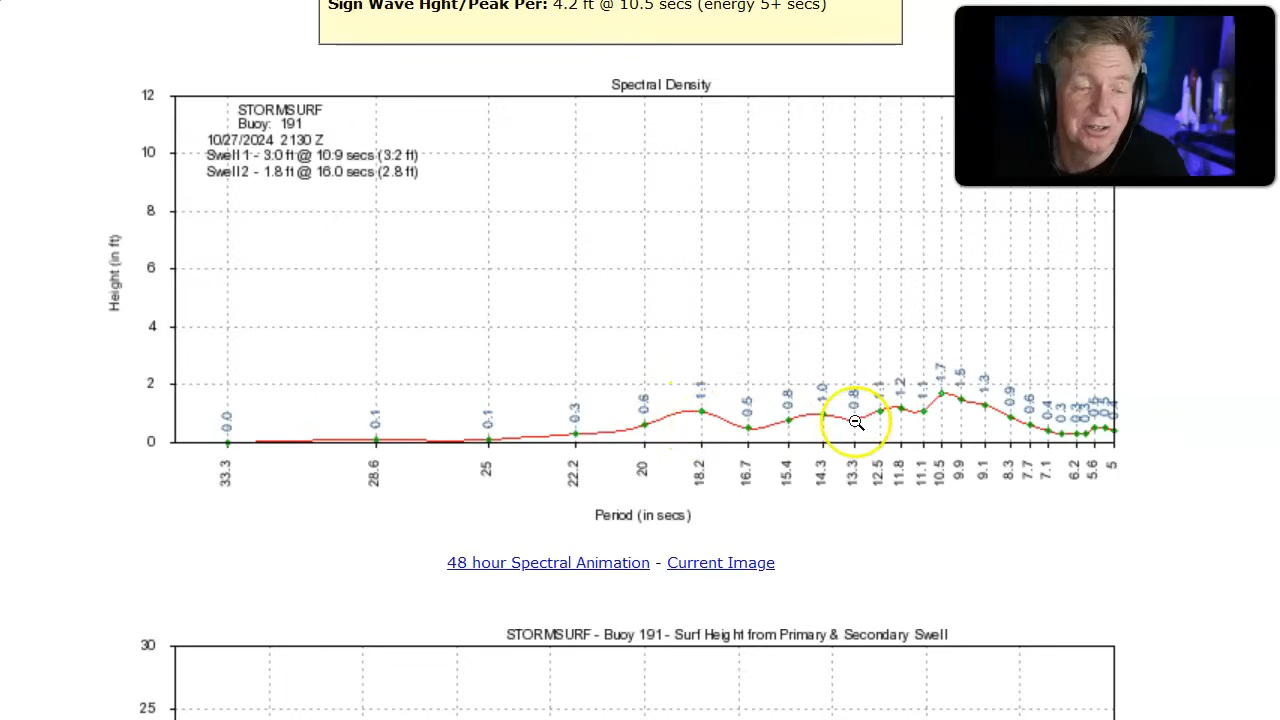 Sign Wave Hght/Peak Per: 4.2 ft @ 10.5 secs (energy 5+ secs)
Spectral Density
STORMSURF
Buoy: 191
10/27/2024 2130 Z
Swell 1 - 3.0 ft @ 10.9 secs (3.2 ft)
Swell 2 - 1.8 ft @ 16.0 secs (2.8 ft)
Height (in ft)
12
10
8
6
4
2
0
0.0 0.1 0.1 0.3 0.6 1.1 0.5 0.8 1.0 0.8 1.2 1.1 1.7 1.5 1.3 0.9 0.6 0.4 0.3
33.3 28.6 25 22.2 20 18.2 16.7 15.4 14.3 13.3 12.5 11.8 11.1 10.5 9.9 9.1 8.3 7.7 7.1 6.2 5.6 5
Period (in secs)
48 hour Spectral Animation - Current Image
STORMSURF - Buoy 191 - Surf Height from Primary & Secondary Swell
30
25